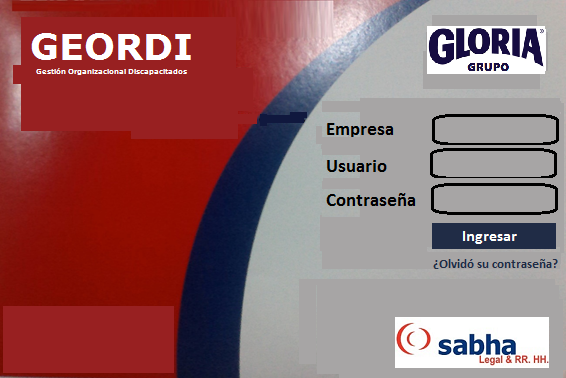 GEORDI
Gestión Organizacional Discapacitados
GLORIA
GRUPO
Empresa
Usuario
Contraseña
Ingresar
¿Olvidó su contraseña?
sabha
Legal & RR. HH.